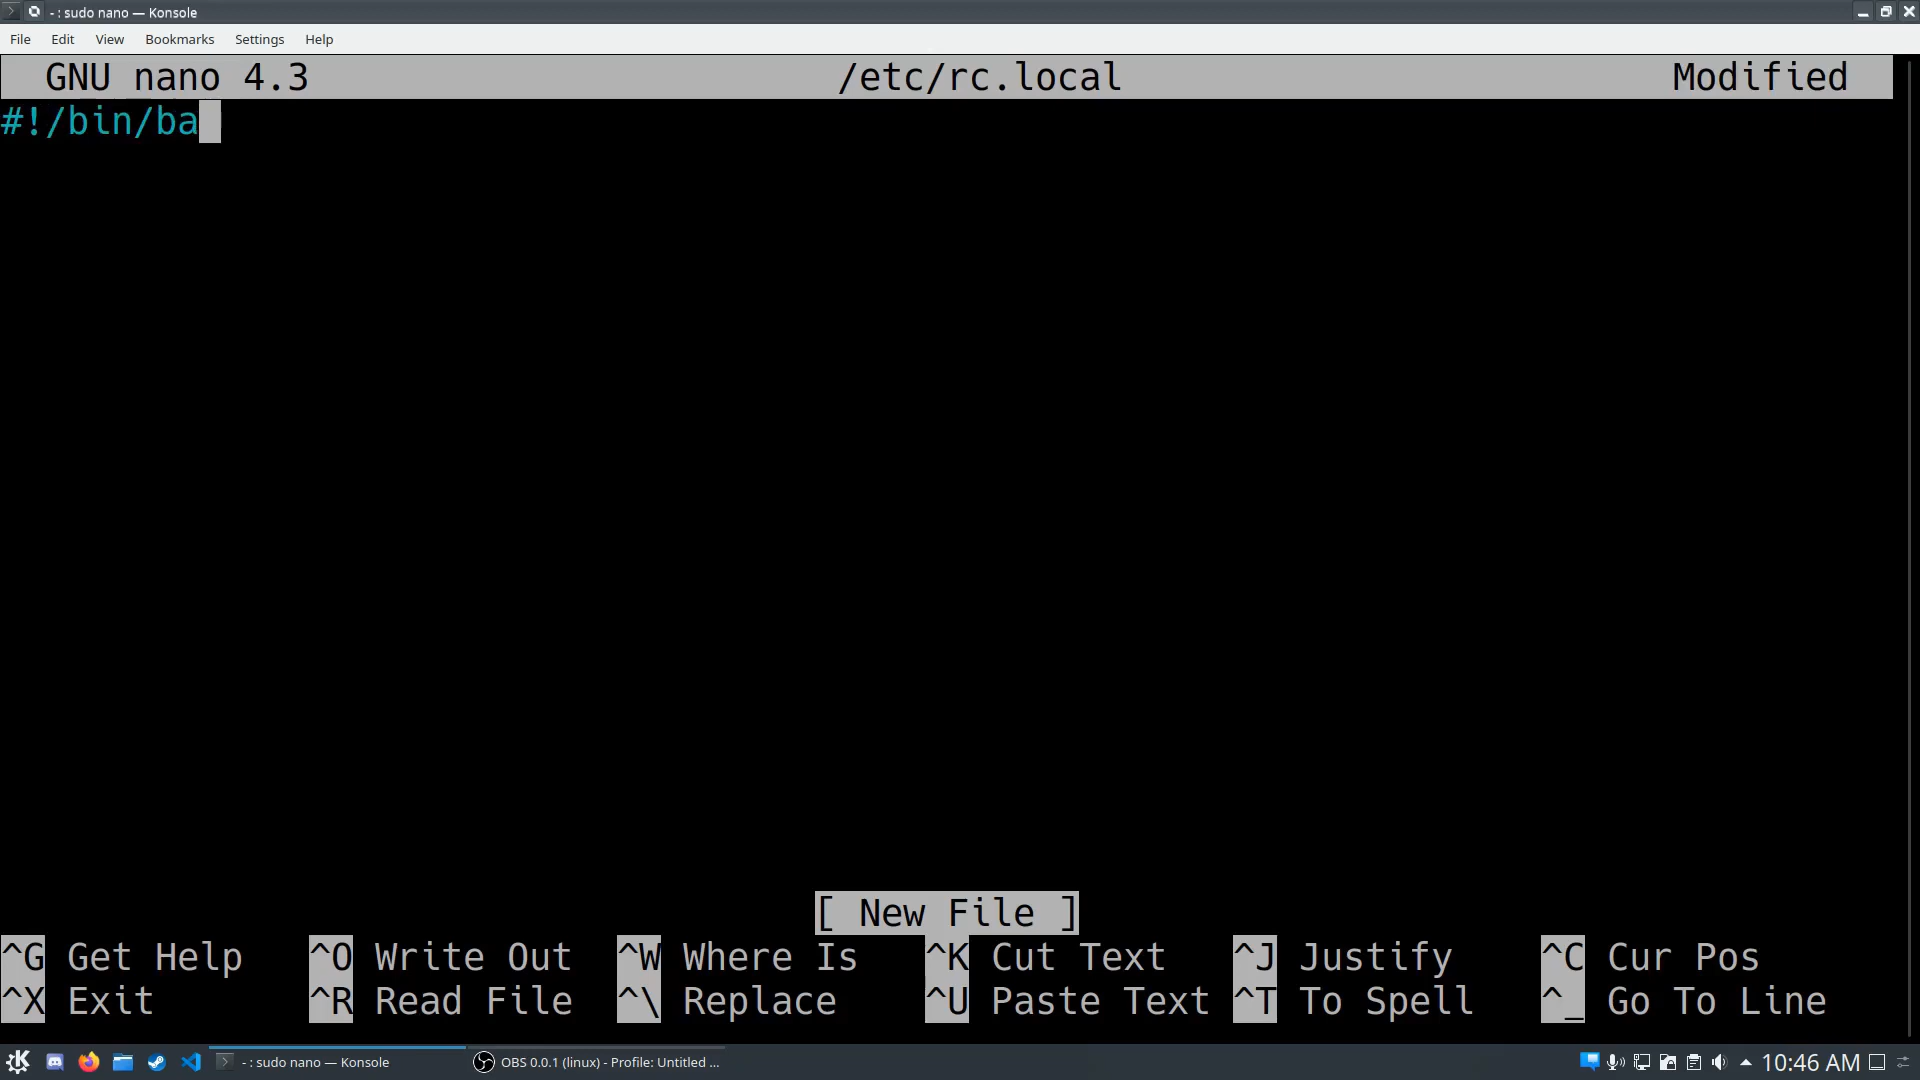 - : sudo nano — Konsole
File Edit View Bookmarks Settings Help
GNU nano 4.3 /etc/rc.local Modified
#!/bin/ba
[ New File ]
^G Get Help ^O Write Out ^W Where Is ^K Cut Text ^J Justify ^C Cur Pos
^X Exit ^R Read File ^\ Replace ^U Paste Text ^T To Spell ^_ Go To Line
- : sudo nano — Konsole OBS 0.0.1 (linux) - Profile: Untitled ... 10:46 AM